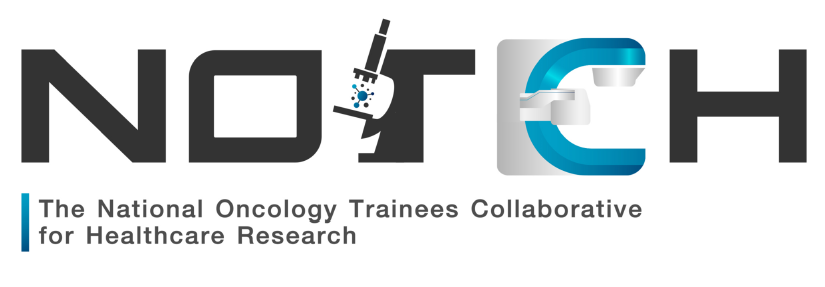 NOTCH
The National Oncology Trainees Collaborative
for Healthcare Research